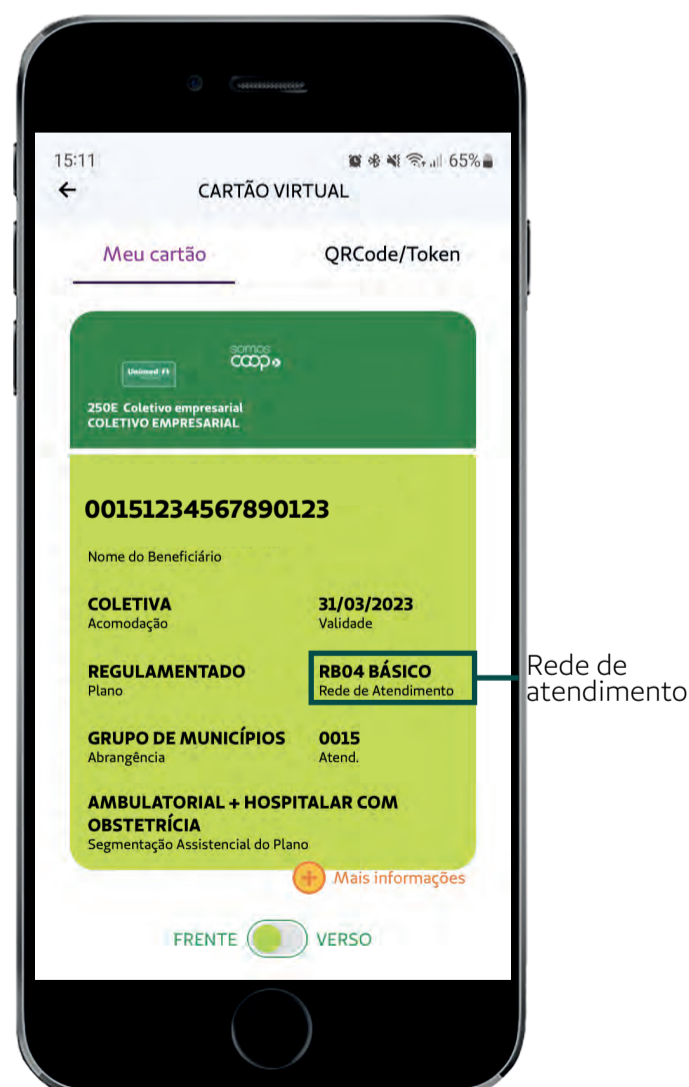 15:11
65%
CARTÃO VIRTUAL
Meu cartão
QRCode/Token
somos
coop
Unimed
250E Coletivo empresarial
COLETIVO EMPRESARIAL
00151234567890123
Nome do Beneficiário
COLETIVA
Acomodação
31/03/2023
Validade
REGULAMENTADO
Plano
RB04 BÁSICO
Rede de Atendimento
Rede de
atendimento
GRUPO DE MUNICÍPIOS
Abrangência
0015
Atend.
AMBULATORIAL + HOSPITALAR COM
OBSTETRÍCIA
Segmentação Assistencial do Plano
+ Mais informações
FRENTE
VERSO